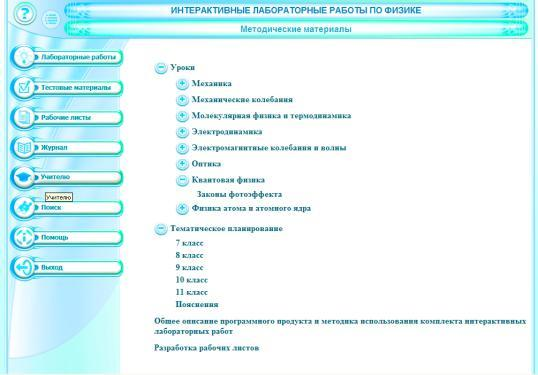 ИНТЕРАКТИВНЫЕ ЛАБОРАТОРНЫЕ РАБОТЫ ПО ФИЗИКЕ
Методические материалы
?
Лабораторные работы
Тестовые материалы
Рабочие листы
Журнал
Учителю
Учителю
Поиск
Помощь
Выход
Уроки
Механика
Механические колебания
Молекулярная физика и термодинамика
Электродинамика
Электромагнитные колебания и волны
Оптика
Квантовая физика
Законы фотоэффекта
Физика атома и атомного ядра
Тематическое планирование
7 класс
8 класс
9 класс
10 класс
11 класс
Пояснения
Общее описание программного продукта и методика использования комплекта интерактивных
лабораторных работ
Разработка рабочих листов